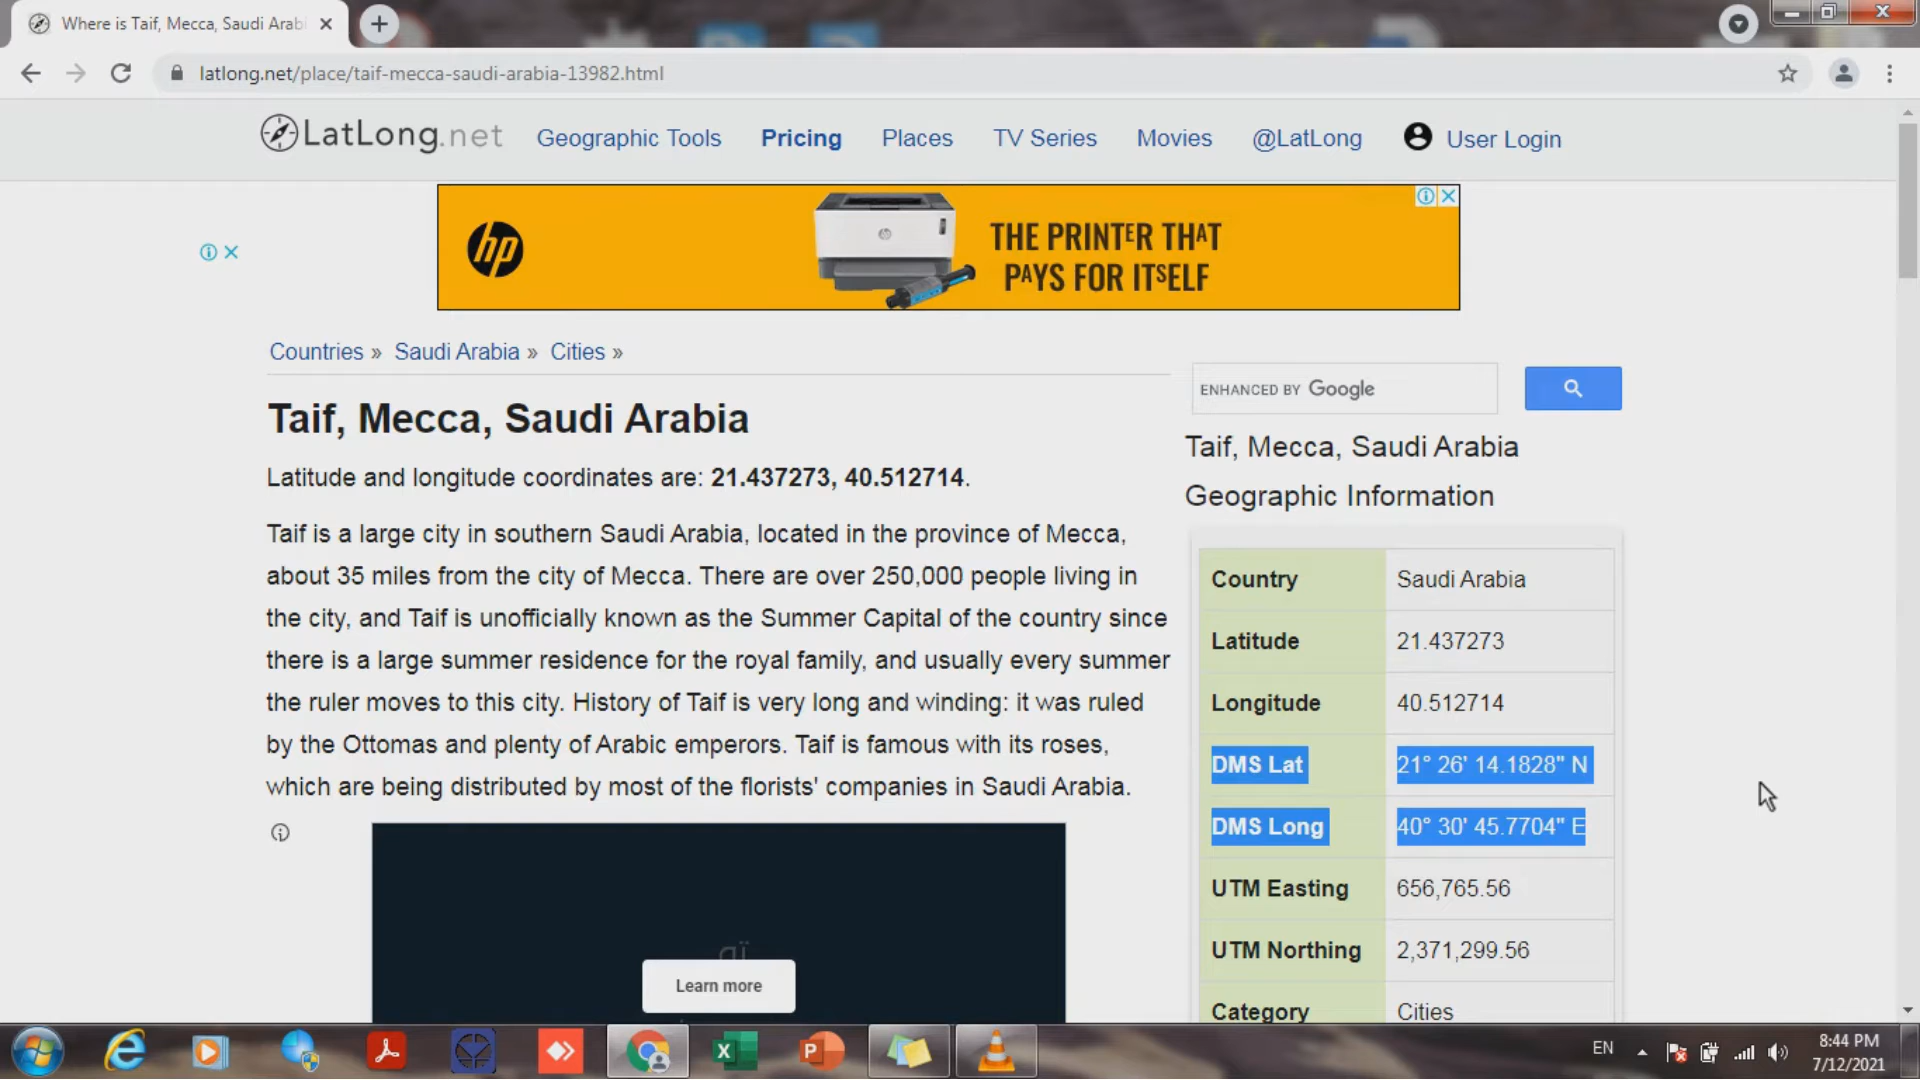 Where is Taif, Mecca, Saudi Arabi
latlong.net/place/taif-mecca-saudi-arabia-13982.html
LatLong.net
Geographic Tools
Pricing
Places
TV Series
Movies
@LatLong
User Login
hp
THE PRINTER THAT
PAYS FOR ITSELF
Countries » Saudi Arabia » Cities »
Taif, Mecca, Saudi Arabia
Latitude and longitude coordinates are: 21.437273, 40.512714.
Taif is a large city in southern Saudi Arabia, located in the province of Mecca,
about 35 miles from the city of Mecca. There are over 250,000 people living in
the city, and Taif is unofficially known as the Summer Capital of the country since
there is a large summer residence for the royal family, and usually every summer
the ruler moves to this city. History of Taif is very long and winding: it was ruled
by the Ottomas and plenty of Arabic emperors. Taif is famous with its roses,
which are being distributed by most of the florists' companies in Saudi Arabia.
Learn more
ENHANCED BY Google
Taif, Mecca, Saudi Arabia
Geographic Information
Country Saudi Arabia
Latitude 21.437273
Longitude 40.512714
DMS Lat 21° 26' 14.1828" N
DMS Long 40° 30' 45.7704" E
UTM Easting 656,765.56
UTM Northing 2,371,299.56
Category Cities
EN
8:44 PM
7/12/2021